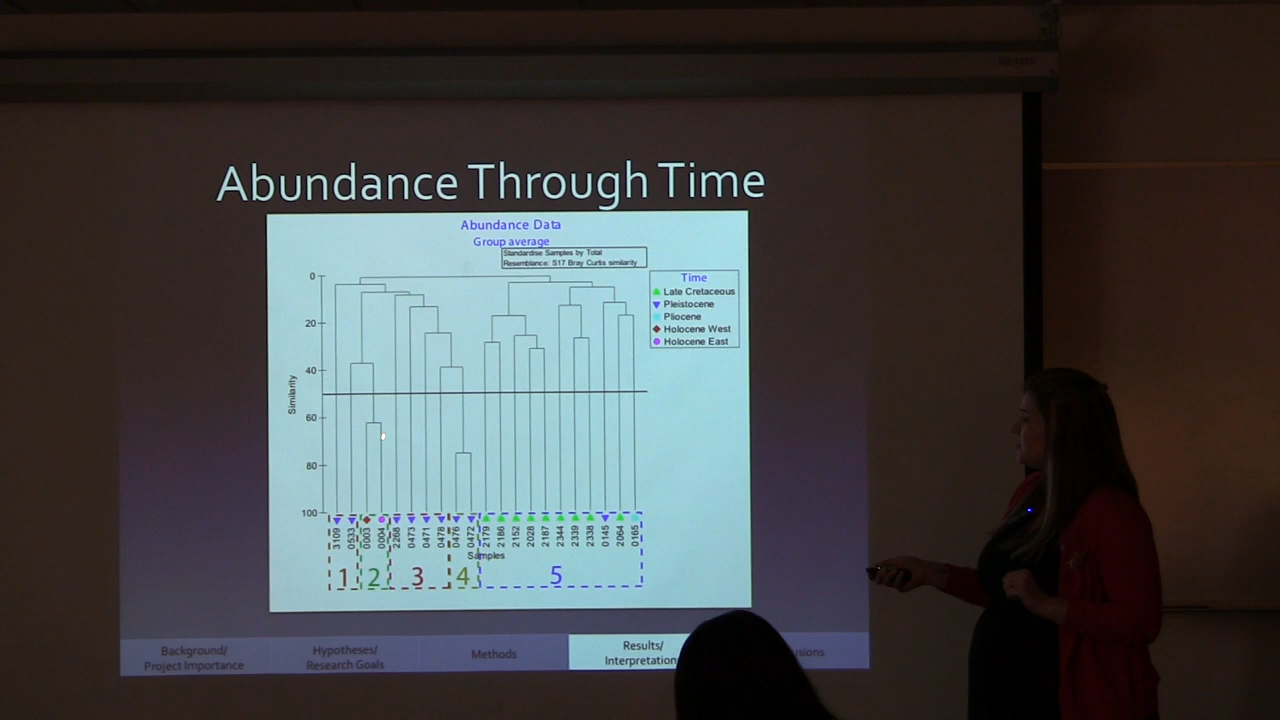 Abundance Through Time
Abundance Data
Group average
Standardise Samples by Total
Resemblance: S17 Bray Curtis similarity
Time
Late Cretaceous
Pleistocene
Pliocene
Holocene West
Holocene East
Similarity
0
20
40
60
80
100
3109 0533 0003 0004 2268 0473 0471 0478 0476 0472 2179 2186 2152 2028 2187 2344 2339 2338 0145 2064 0165
Samples
1 2 3 4 5
Background/
Project Importance
Hypotheses/
Research Goals
Methods
Results/
Interpretation
usions